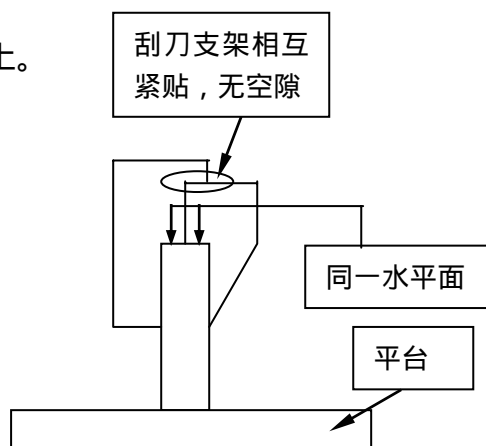 刮刀支架相互
上。
紧贴，无空隙
同一水平面
平台